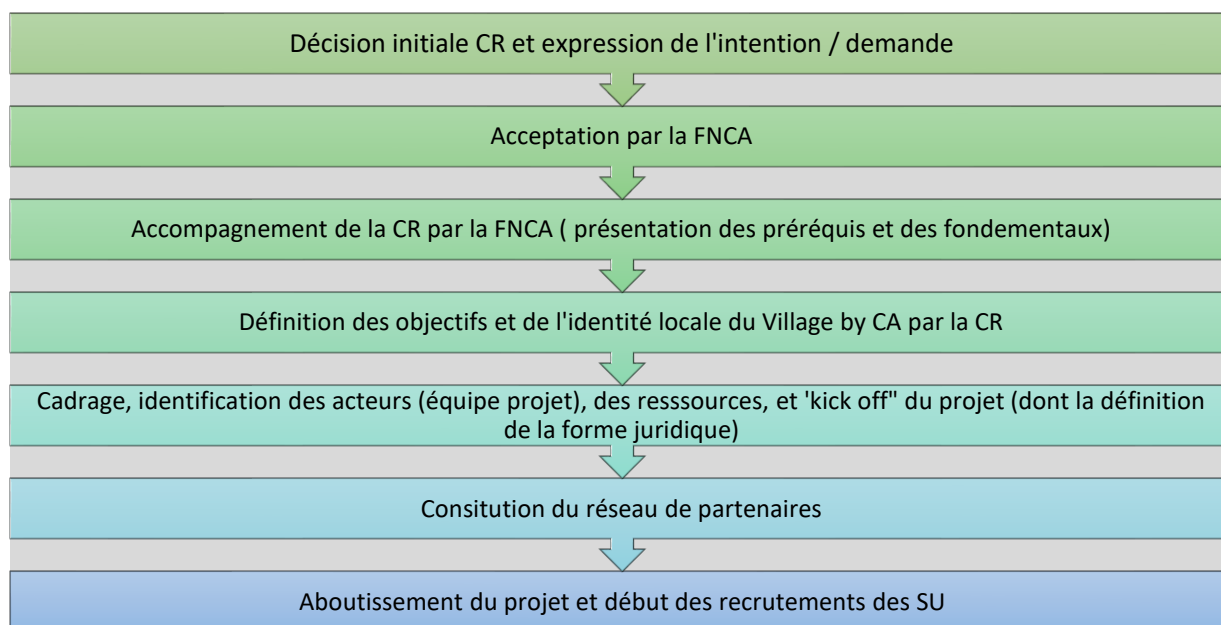 Décision initiale CR et expression de l'intention / demande
Acceptation par la FNCA
Accompagnement de la CR par la FNCA ( présentation des préréquis et des fondementaux)
Définition des objectifs et de l'identité locale du Village by CA par la CR
Cadrage, identification des acteurs (équipe projet), des resssources, et 'kick off" du projet (dont la définition
de la forme juridique)
Consitution du réseau de partenaires
Aboutissement du projet et début des recrutements des SU